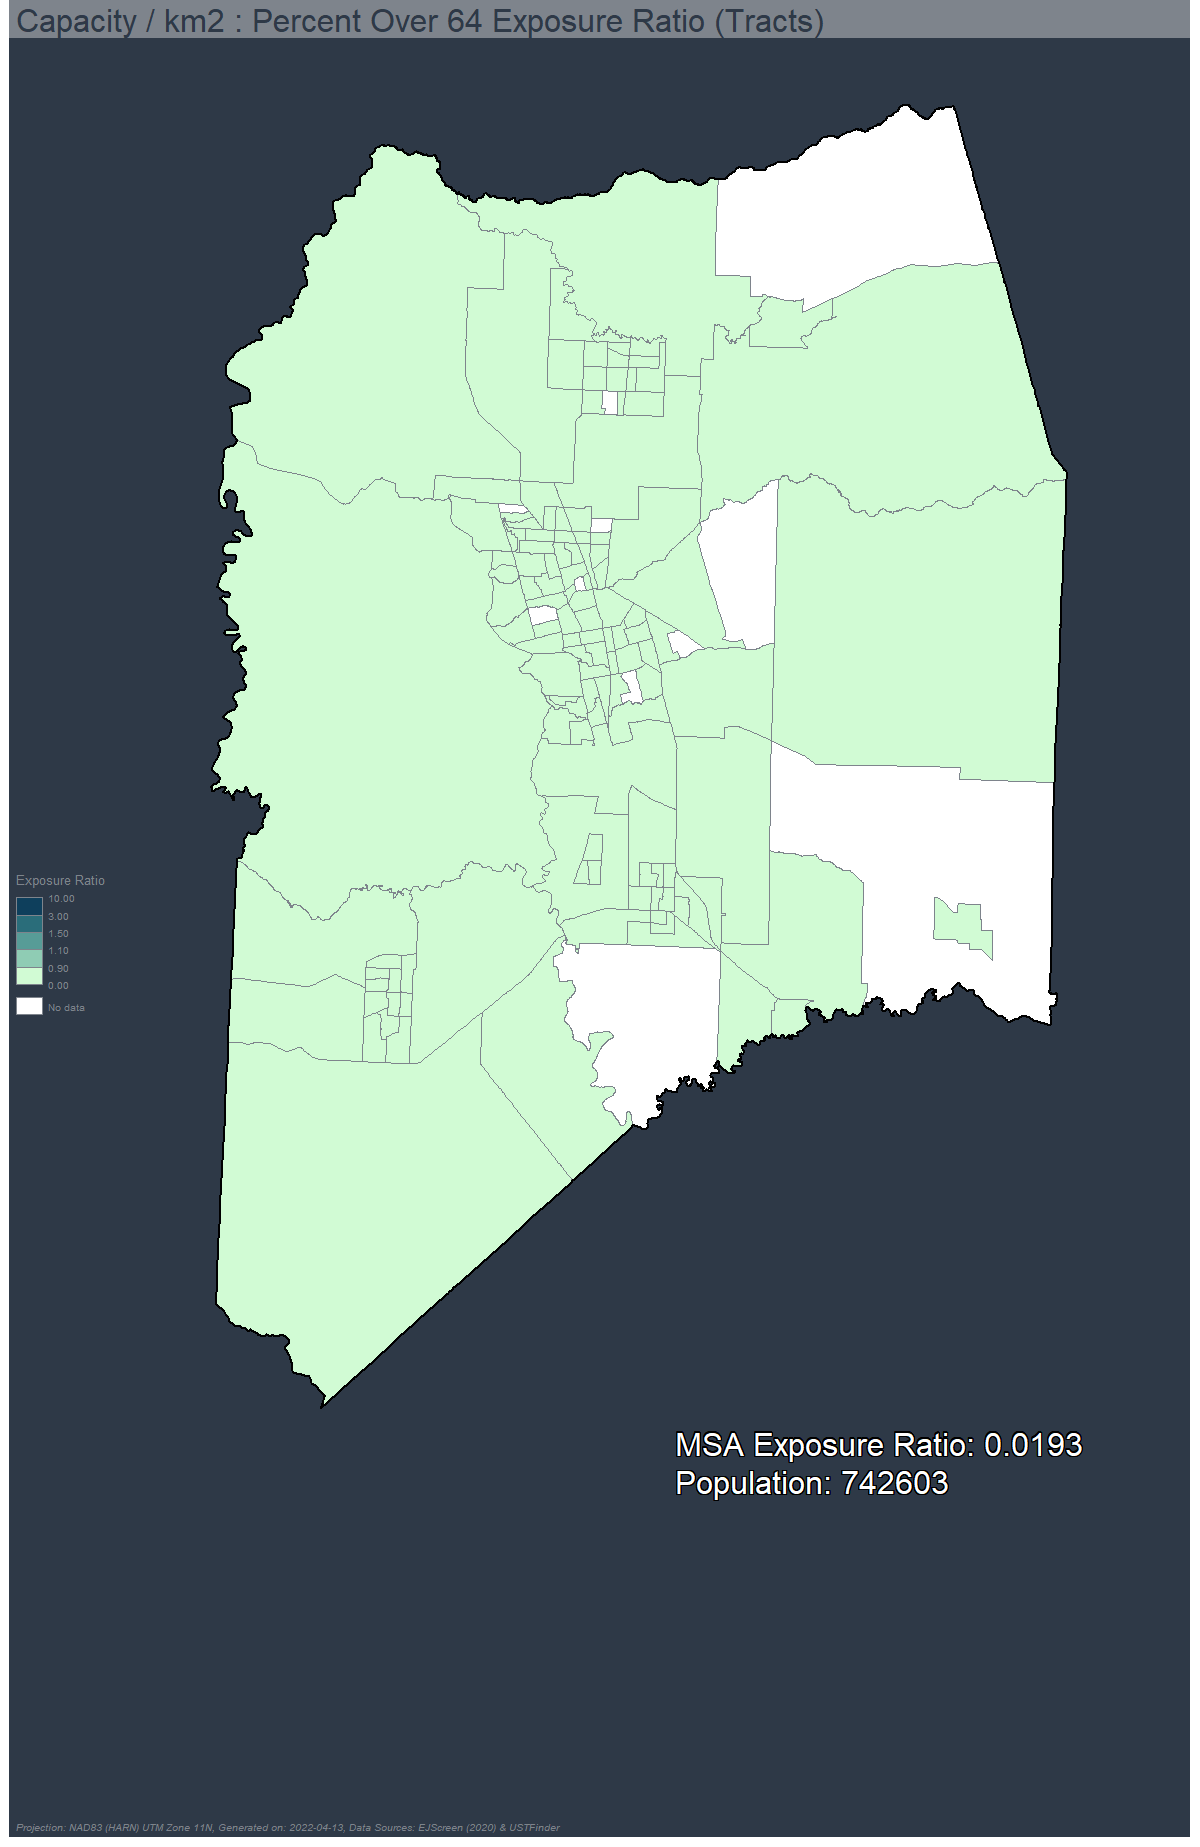 Capacity / km2 : Percent Over 64 Exposure Ratio (Tracts)
Exposure Ratio
10.00
3.00
1.50
1.10
0.90
0.00
No data
MSA Exposure Ratio: 0.0193
Population: 742603
Projection: NAD83 (HARN) UTM Zone 11N, Generated on: 2022-04-13, Data Sources: EJScreen (2020) & USTFinder